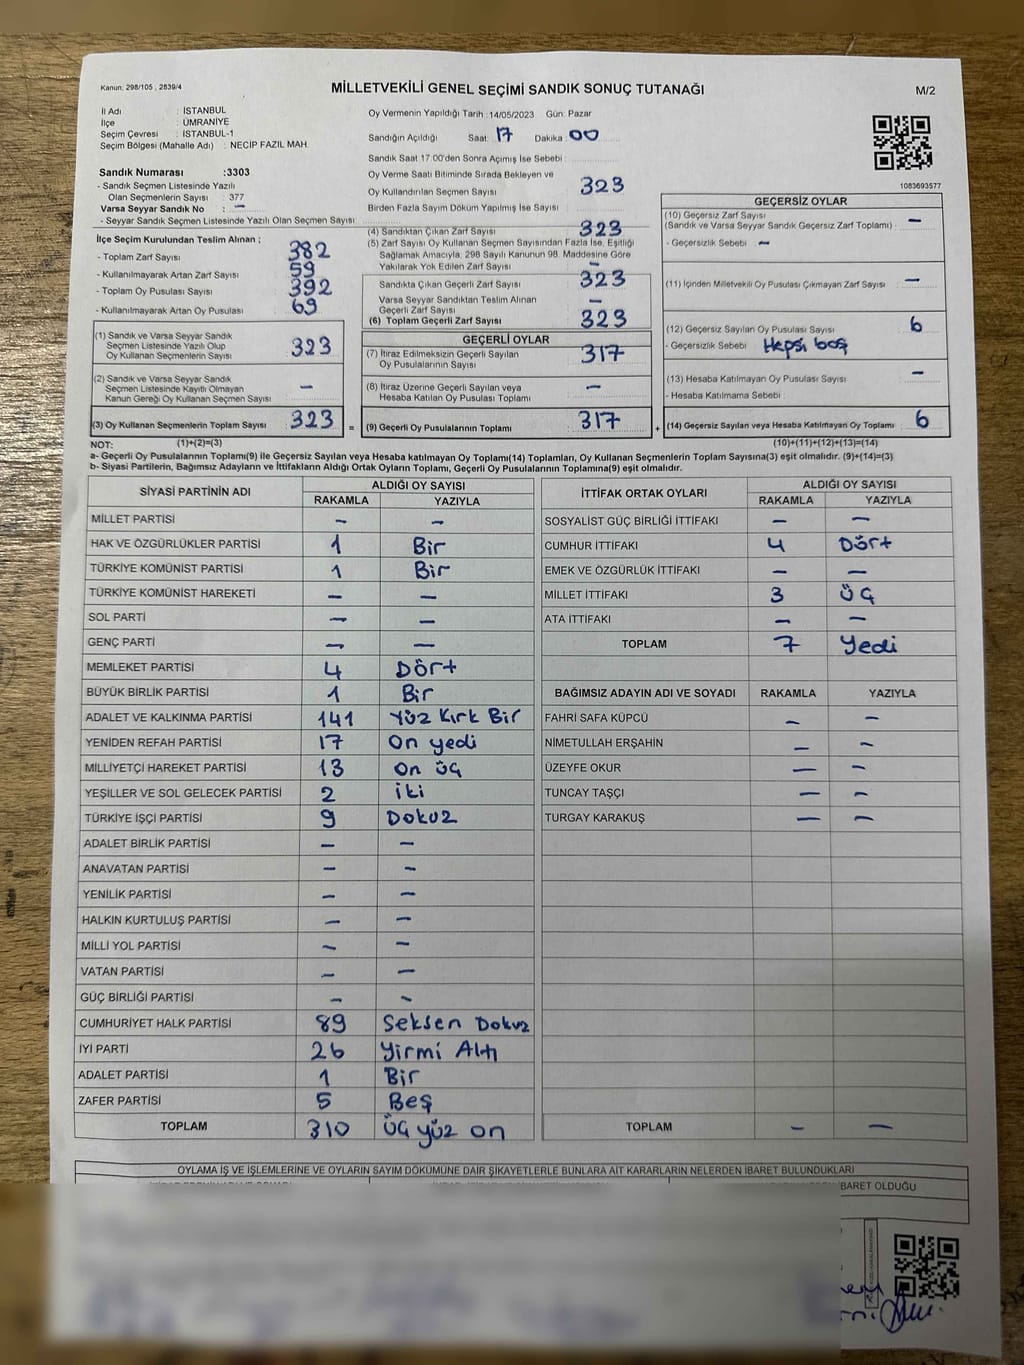 Kanun: 298/105 , 2839/4
MİLLETVEKİLİ GENEL SEÇİMİ SANDIK SONUÇ TUTANAĞI
M/2
İl Adı : İSTANBUL
İlçe : ÜMRANİYE
Seçim Çevresi : İSTANBUL-1
Seçim Bölgesi (Mahalle Adı) : NECİP FAZIL MAH.
Oy Vermenin Yapıldığı Tarih :14/05/2023 Gün: Pazar
Sandığın Açıldığı Saat: 17 Dakika: 00
Sandık Saat 17:00'den Sonra Açımış İse Sebebi :
Oy Verme Saati Bitiminde Sırada Bekleyen ve
Oy Kullandırılan Seçmen Sayısı 323
Birden Fazla Sayım Döküm Yapılmış İse Sayısı
1083693577
Sandık Numarası :3303
- Sandık Seçmen Listesinde Yazılı
Olan Seçmenlerin Sayısı : 377
Varsa Seyyar Sandık No : –
- Seyyar Sandık Seçmen Listesinde Yazılı Olan Seçmen Sayısı:
İlçe Seçim Kurulundan Teslim Alınan ;
- Toplam Zarf Sayısı 382
- Kullanılmayarak Artan Zarf Sayısı 59
- Toplam Oy Pusulası Sayısı 392
- Kullanılmayarak Artan Oy Pusulası 69
(4) Sandıktan Çıkan Zarf Sayısı 323
(5) Zarf Sayısı Oy Kullanan Seçmen Sayısından Fazla İse, Eşitliği
Sağlamak Amacıyla, 298 Sayılı Kanunun 98. Maddesine Göre
Yakılarak Yok Edilen Zarf Sayısı –
Sandıkta Çıkan Geçerli Zarf Sayısı 323
Varsa Seyyar Sandıktan Teslim Alınan
Geçerli Zarf Sayısı –
(6) Toplam Geçerli Zarf Sayısı 323
GEÇERSİZ OYLAR
(10) Geçersiz Zarf Sayısı
(Sandık ve Varsa Seyyar Sandık Geçersiz Zarf Toplamı) : –
- Geçersizlik Sebebi : –
(11) İçinden Milletvekili Oy Pusulası Çıkmayan Zarf Sayısı –
(12) Geçersiz Sayılan Oy Pusulası Sayısı 6
- Geçersizlik Sebebi : Hepsi boş
(13) Hesaba Katılmayan Oy Pusulası Sayısı –
- Hesaba Katılmama Sebebi :
(1) Sandık ve Varsa Seyyar Sandık
Seçmen Listesinde Yazılı Olup
Oy Kullanan Seçmenlerin Sayısı 323
(2) Sandık ve Varsa Seyyar Sandık
Seçmen Listesinde Kayıtlı Olmayan
Kanun Gereği Oy Kullanan Seçmen Sayısı –
GEÇERLİ OYLAR
(7) İtiraz Edilmeksizin Geçerli Sayılan
Oy Pusulalarının Sayısı 317
(8) İtiraz Üzerine Geçerli Sayılan veya
Hesaba Katılan Oy Pusulası Toplamı –
(3) Oy Kullanan Seçmenlerin Toplam Sayısı 323 = (9) Geçerli Oy Pusulalarının Toplamı 317 + (14) Geçersiz Sayılan veya Hesaba Katılmayan Oy Toplamı 6
NOT: (1)+(2)=(3) (10)+(11)+(12)+(13)=(14)
a- Geçerli Oy Pusulalarının Toplamı(9) ile Geçersiz Sayılan veya Hesaba katılmayan Oy Toplamı(14) Toplamları, Oy Kullanan Seçmenlerin Toplam Sayısına(3) eşit olmalıdır. (9)+(14)=(3)
b- Siyasi Partilerin, Bağımsız Adayların ve İttifakların Aldığı Ortak Oyların Toplamı, Geçerli Oy Pusulalarının Toplamına(9) eşit olmalıdır.
SİYASİ PARTİNİN ADI ALDIĞI OY SAYISI
RAKAMLA YAZIYLA
MİLLET PARTİSİ – –
HAK VE ÖZGÜRLÜKLER PARTİSİ 1 Bir
TÜRKİYE KOMÜNİST PARTİSİ 1 Bir
TÜRKİYE KOMÜNİST HAREKETİ – –
SOL PARTİ – –
GENÇ PARTİ – –
MEMLEKET PARTİSİ 4 Dört
BÜYÜK BİRLİK PARTİSİ 1 Bir
ADALET VE KALKINMA PARTİSİ 141 Yüz Kırk Bir
YENİDEN REFAH PARTİSİ 17 On yedi
MİLLİYETÇİ HAREKET PARTİSİ 13 On üç
YEŞİLLER VE SOL GELECEK PARTİSİ 2 iki
TÜRKİYE İŞÇİ PARTİSİ 9 Dokuz
ADALET BİRLİK PARTİSİ – –
ANAVATAN PARTİSİ – –
YENİLİK PARTİSİ – –
HALKIN KURTULUŞ PARTİSİ – –
MİLLİ YOL PARTİSİ – –
VATAN PARTİSİ – –
GÜÇ BİRLİĞİ PARTİSİ – –
CUMHURİYET HALK PARTİSİ 89 Seksen Dokuz
İYİ PARTİ 26 Yirmi Altı
ADALET PARTİSİ 1 Bir
ZAFER PARTİSİ 5 Beş
TOPLAM 310 üç yüz on
İTTİFAK ORTAK OYLARI ALDIĞI OY SAYISI
RAKAMLA YAZIYLA
SOSYALİST GÜÇ BİRLİĞİ İTTİFAKI – –
CUMHUR İTTİFAKI 4 Dört
EMEK VE ÖZGÜRLÜK İTTİFAKI – –
MİLLET İTTİFAKI 3 üç
ATA İTTİFAKI – –
TOPLAM 7 Yedi
BAĞIMSIZ ADAYIN ADI VE SOYADI RAKAMLA YAZIYLA
FAHRİ SAFA KÜPCÜ – –
NİMETULLAH ERŞAHİN – –
ÜZEYFE OKUR – –
TUNCAY TAŞÇI – –
TURGAY KARAKUŞ – –
TOPLAM – –
OYLAMA İŞ VE İŞLEMLERİNE VE OYLARIN SAYIM DÖKÜMÜNE DAİR ŞİKAYETLERLE BUNLARA AİT KARARLARIN NELERDEN İBARET BULUNDUKLARI
BARET OLDUĞU